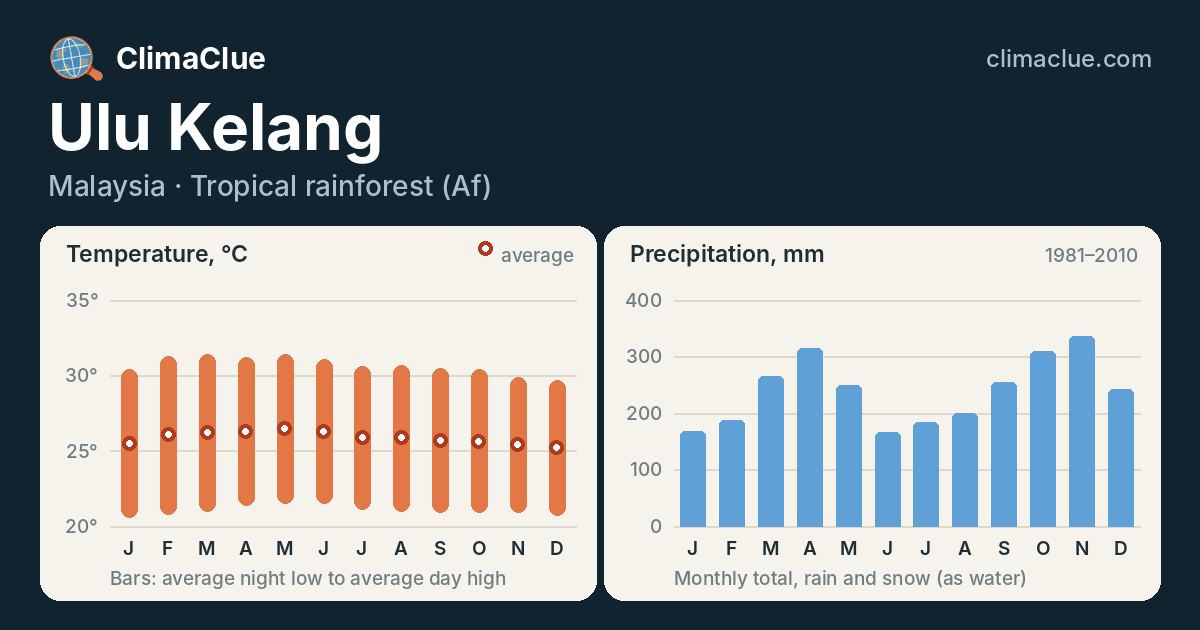 ClimaClue
climaclue.com
Ulu Kelang
Malaysia · Tropical rainforest (Af)
Temperature, °C
average
35°
30°
25°
20°
J F M A M J J A S O N D
Bars: average night low to average day high
Precipitation, mm
1981–2010
400
300
200
100
0
J F M A M J J A S O N D
Monthly total, rain and snow (as water)